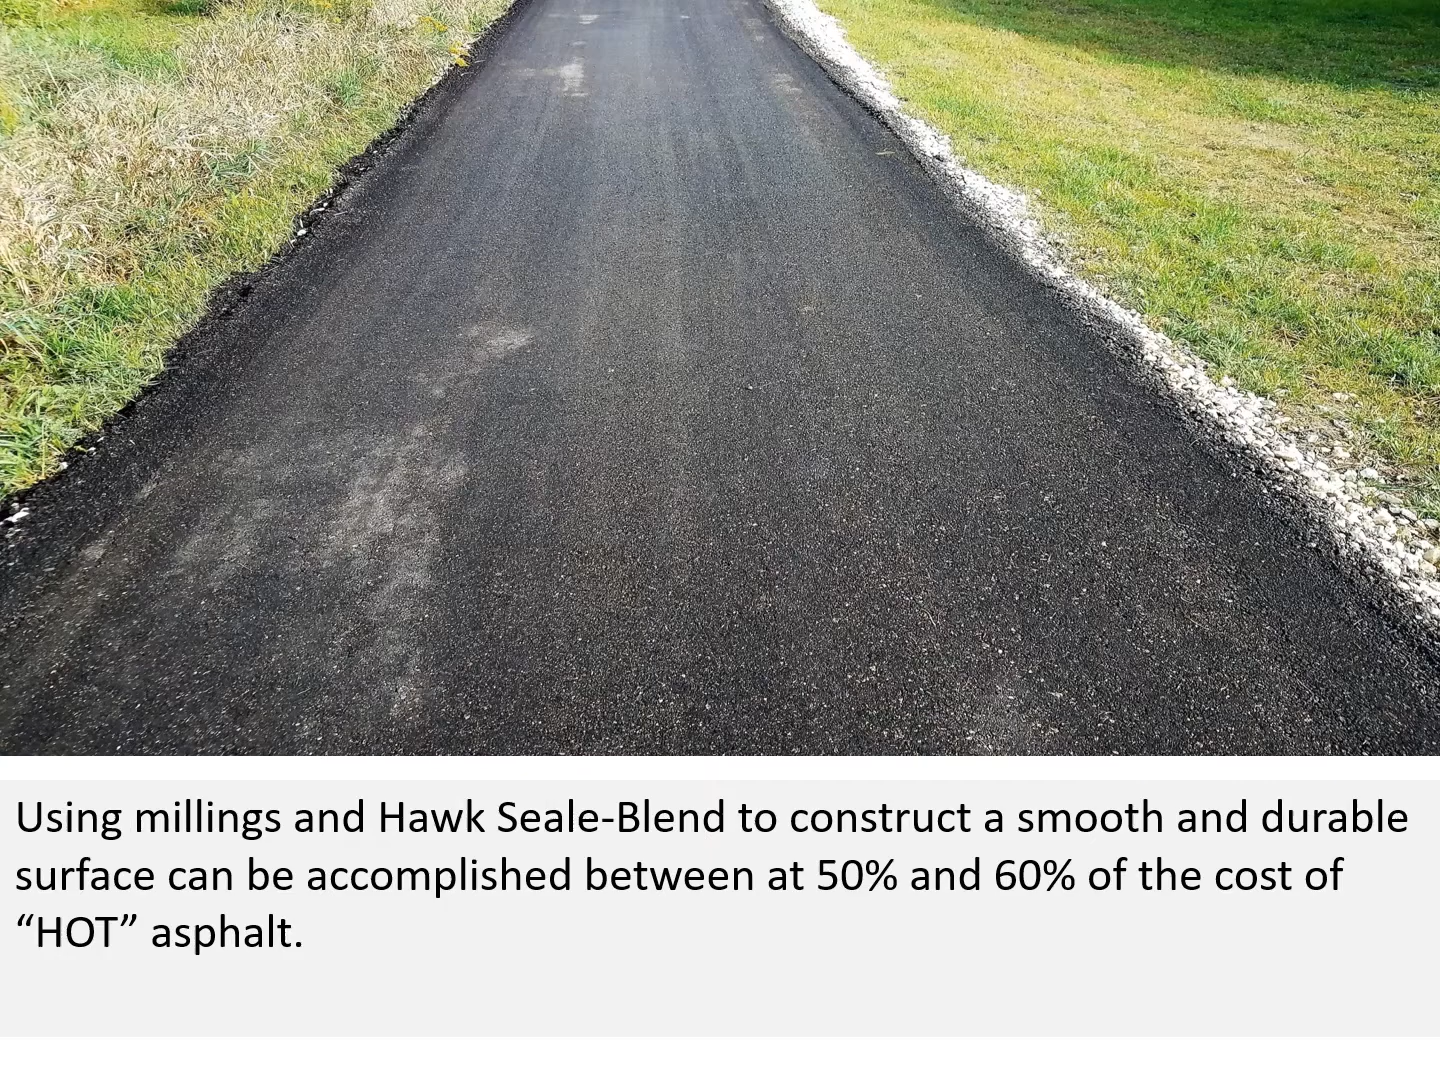 Using millings and Hawk Seale-Blend to construct a smooth and durable
surface can be accomplished between at 50% and 60% of the cost of
“HOT” asphalt.